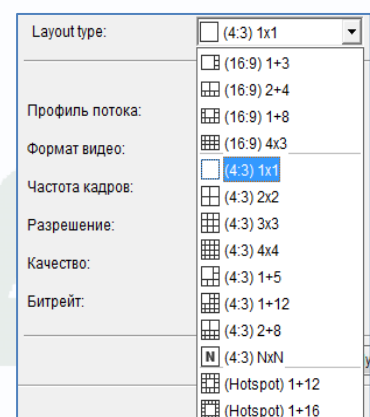 Layout type: (4:3) 1x1
(16:9) 1+3
(16:9) 2+4
Профиль потока:
(16:9) 1+8
Формат видео:
(16:9) 4x3
(4:3) 1x1
Частота кадров:
(4:3) 2x2
Разрешение:
(4:3) 3x3
(4:3) 4x4
Качество:
(4:3) 1+5
Битрейт:
(4:3) 1+12
(4:3) 2+8
N (4:3) NxN
(Hotspot) 1+12
(Hotspot) 1+16